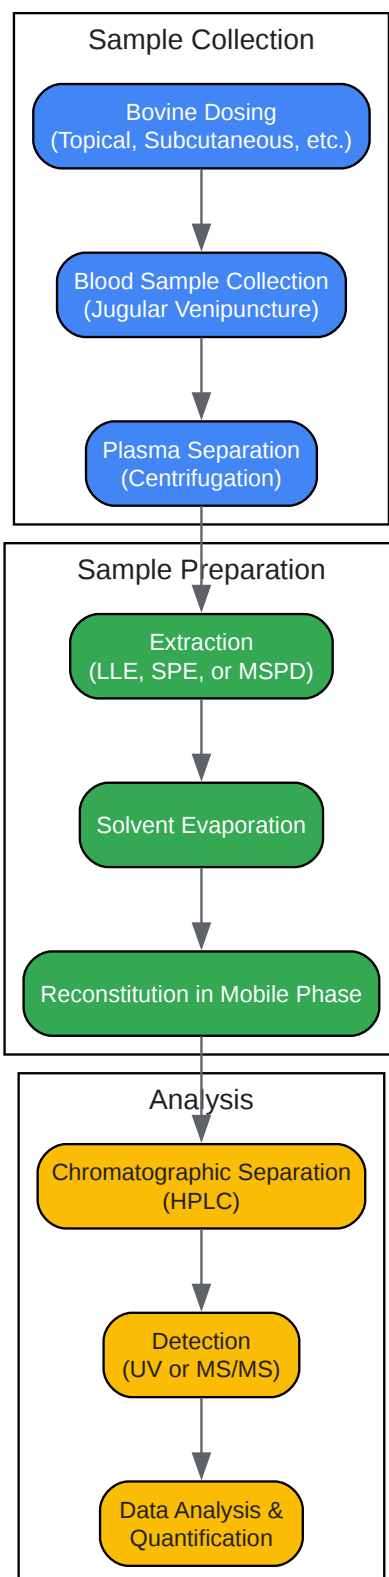 Sample Collection
Bovine Dosing
(Topical, Subcutaneous, etc.)
Blood Sample Collection
(Jugular Venipuncture)
Plasma Separation
(Centrifugation)
Sample Preparation
Extraction
(LLE, SPE, or MSPD)
Solvent Evaporation
Reconstitution in Mobile Phase
Analysis
Chromatographic Separation
(HPLC)
Detection
(UV or MS/MS)
Data Analysis &
Quantification